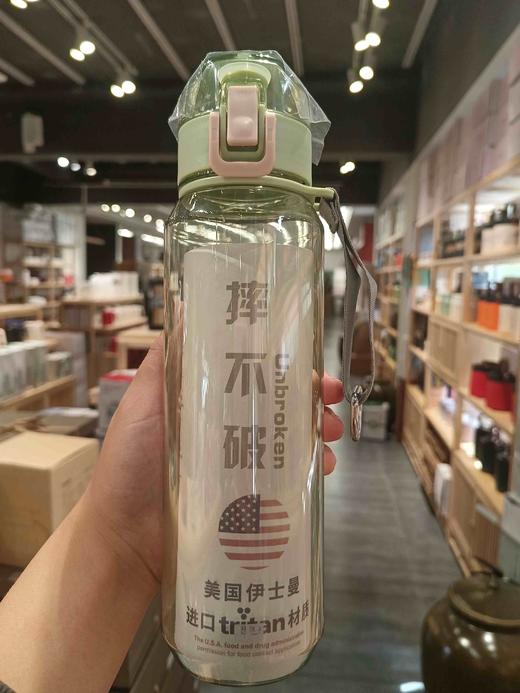 摔不破
Unbroken
美国伊士曼
进口tritan材质
The U.S.A. food and drug administration
permission for food contact application